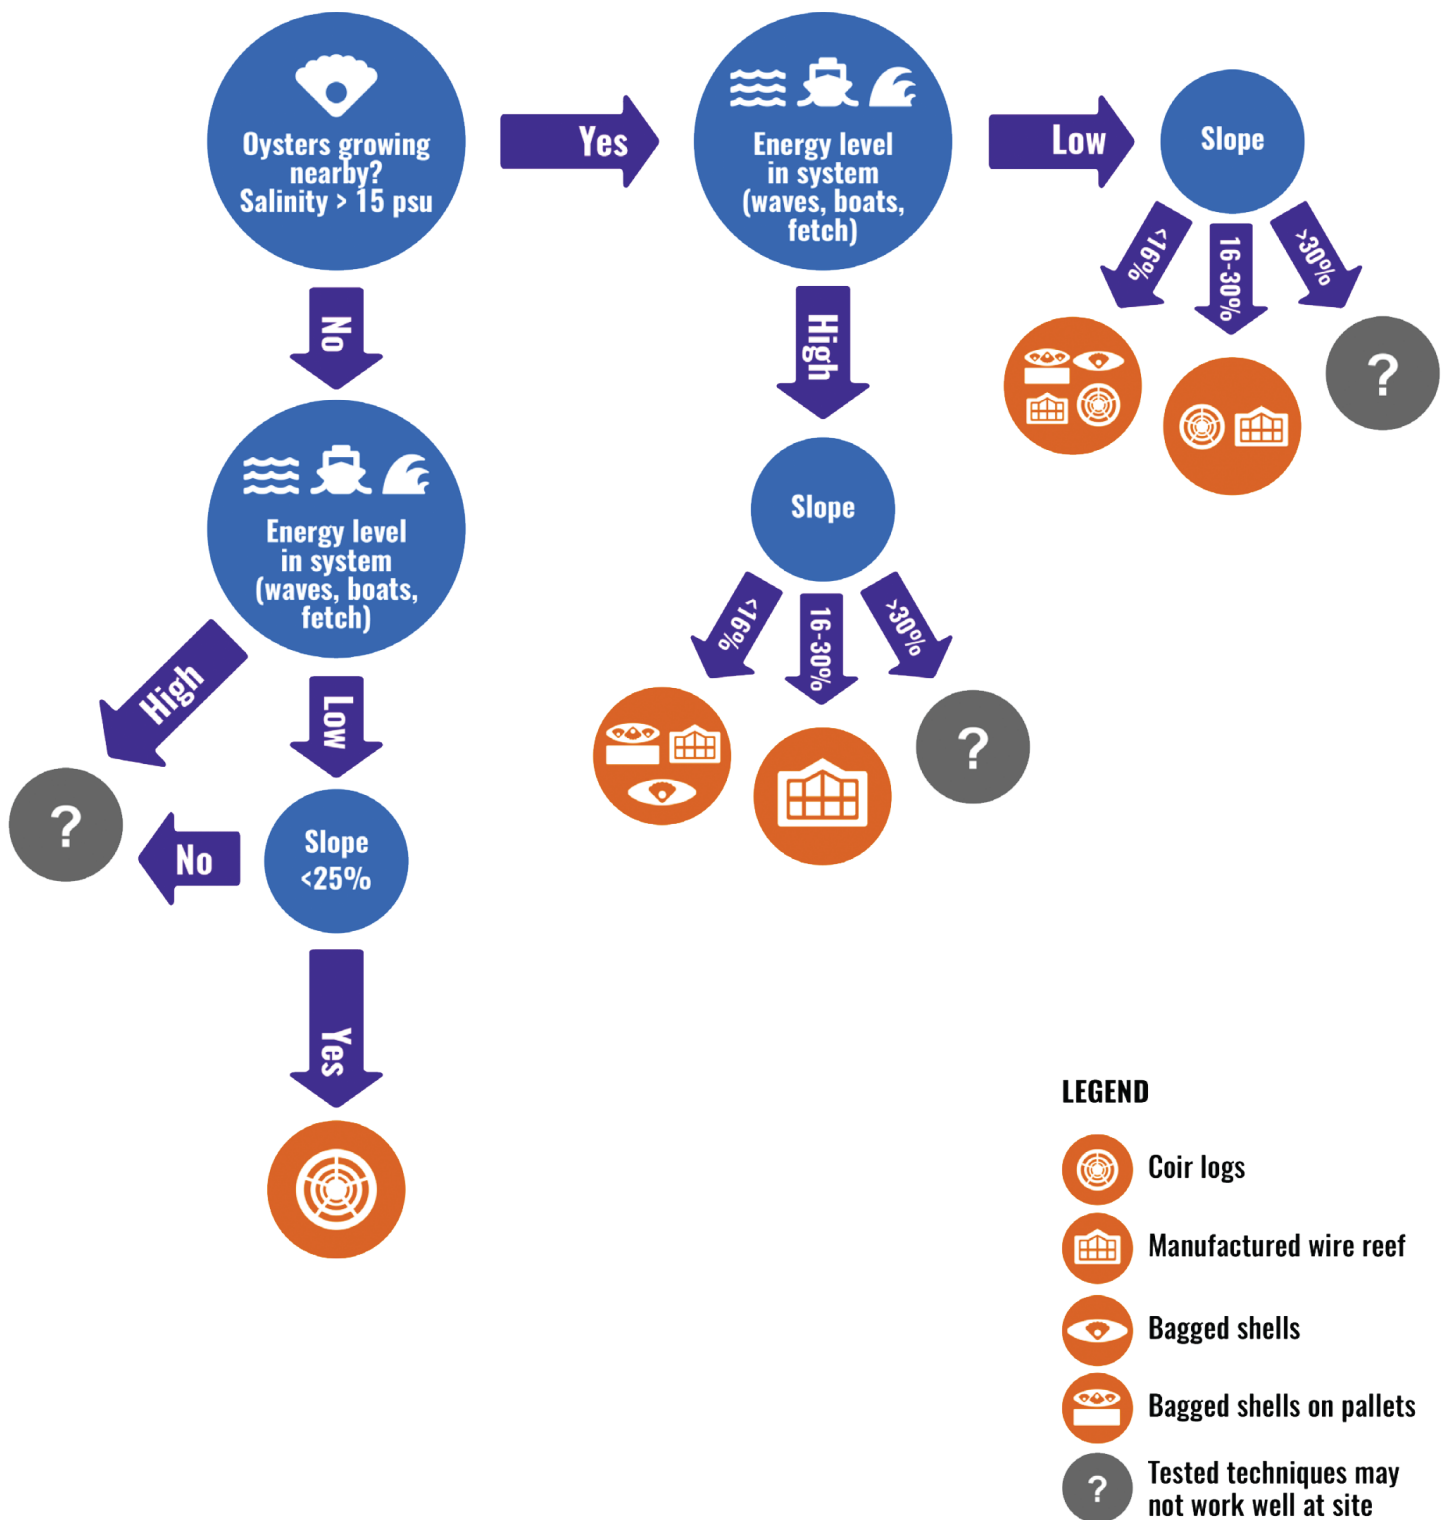 Oysters growing
nearby?
Salinity > 15 psu
Yes
Energy level
in system
(waves, boats,
fetch)
Low
Slope
<16%
16-30%
>30%
?
High
Slope
<16%
16-30%
>30%
?
No
Energy level
in system
(waves, boats,
fetch)
High
Low
?
No
Slope
<25%
Yes
LEGEND
Coir logs
Manufactured wire reef
Bagged shells
Bagged shells on pallets
?
Tested techniques may
not work well at site